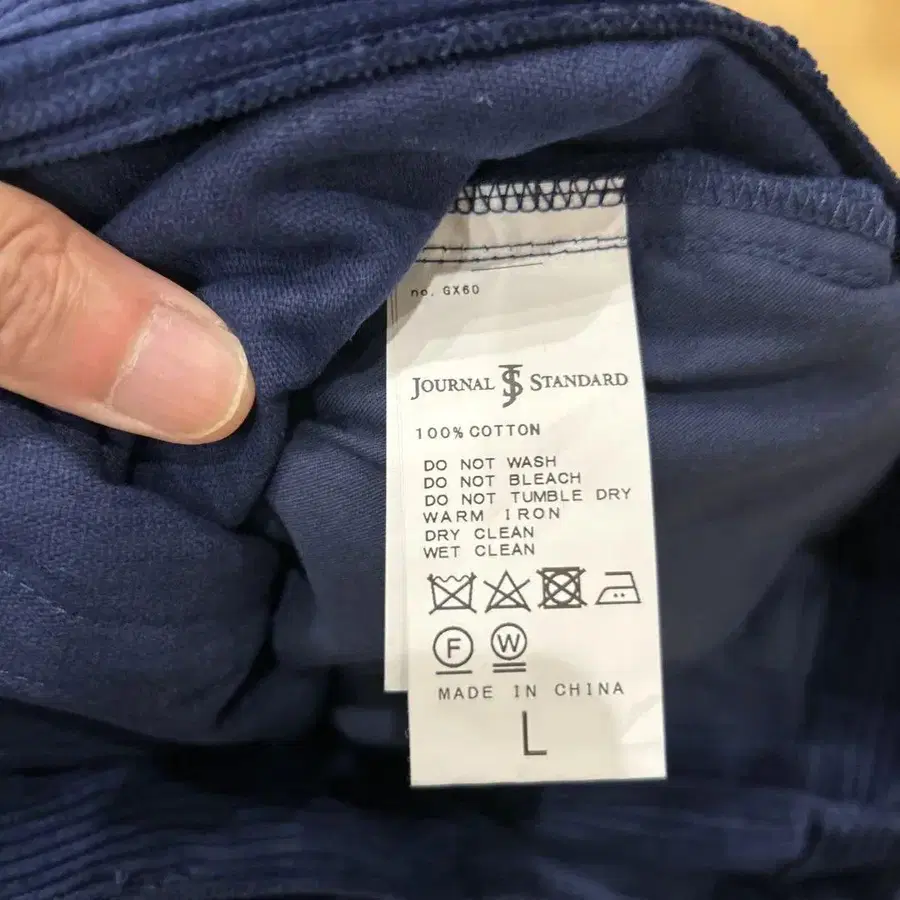 no. GX60
JOURNAL JS STANDARD
100% COTTON
DO NOT WASH
DO NOT BLEACH
DO NOT TUMBLE DRY
WARM IRON
DRY CLEAN
WET CLEAN
F W
MADE IN CHINA
L